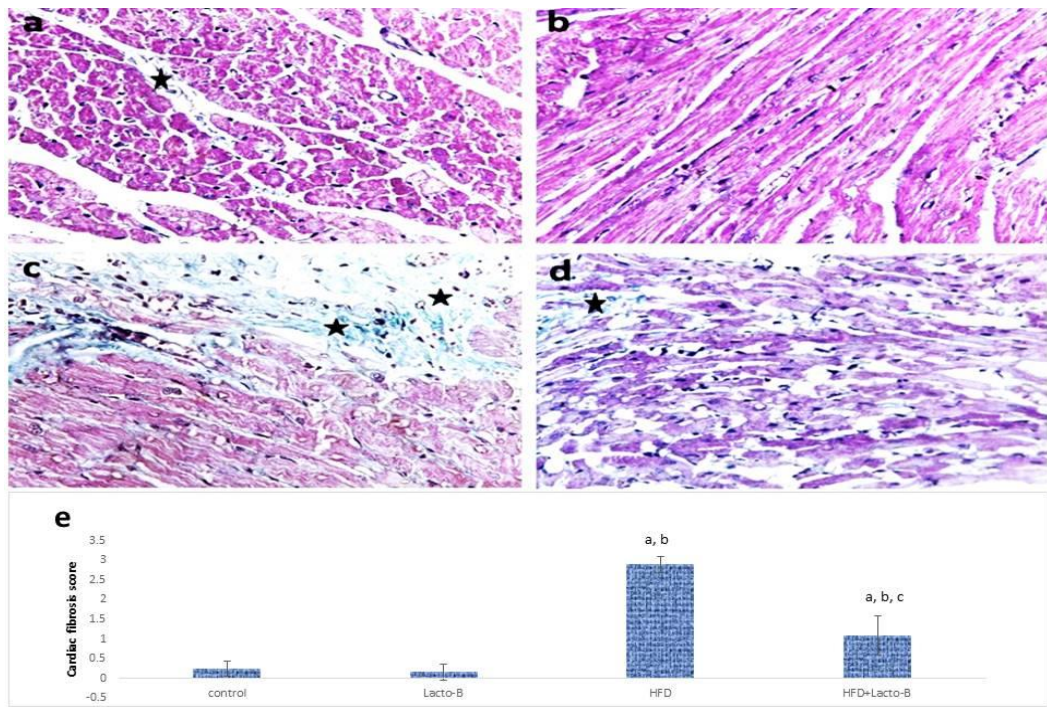 a
b
c
d
e
Cardiac fibrosis score
3.5
3
2.5
2
1.5
1
0.5
0
-0.5
a, b
a, b, c
control
Lacto-B
HFD
HFD+Lacto-B